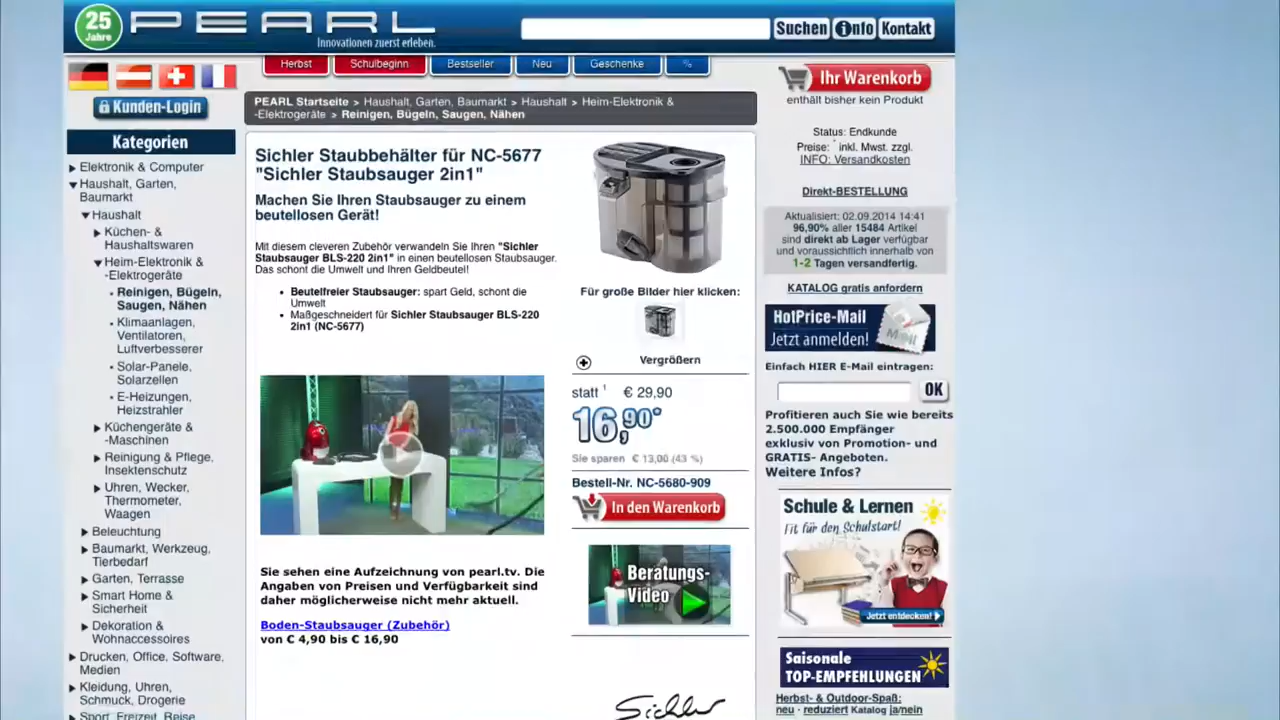 25
Jahre
PEARL
Innovationen zuerst erleben.
Suchen
info
Kontakt
Herbst
Schulbeginn
Bestseller
Neu
Geschenke
%
Kunden-Login
Kategorien
Elektronik & Computer
Haushalt, Garten,
Baumarkt
Haushalt
Küchen- &
Haushaltswaren
Heim-Elektronik &
-Elektrogeräte
Reinigen, Bügeln,
Saugen, Nähen
Klimaanlagen,
Ventilatoren,
Luftverbesserer
Solar-Panele,
Solarzellen
E-Heizungen,
Heizstrahler
Küchengeräte &
-Maschinen
Reinigung & Pflege,
Insektenschutz
Uhren, Wecker,
Thermometer,
Waagen
Beleuchtung
Baumarkt, Werkzeug,
Tierbedarf
Garten, Terrasse
Smart Home &
Sicherheit
Dekoration &
Wohnaccessoires
Drucken, Office, Software,
Medien
Kleidung, Uhren,
Schmuck, Drogerie
Sport, Freizeit, Reise
PEARL Startseite > Haushalt, Garten, Baumarkt > Haushalt > Heim-Elektronik &
-Elektrogeräte > Reinigen, Bügeln, Saugen, Nähen
Sichler Staubbehälter für NC-5677
"Sichler Staubsauger 2in1"
Machen Sie Ihren Staubsauger zu einem
beutellosen Gerät!
Mit diesem cleveren Zubehör verwandeln Sie Ihren "Sichler
Staubsauger BLS-220 2in1" in einen beutellosen Staubsauger.
Das schont die Umwelt und Ihren Geldbeutel!
Beutelfreier Staubsauger: spart Geld, schont die
Umwelt
Maßgeschneidert für Sichler Staubsauger BLS-220
2in1 (NC-5677)
Sie sehen eine Aufzeichnung von pearl.tv. Die
Angaben von Preisen und Verfügbarkeit sind
daher möglicherweise nicht mehr aktuell.
Boden-Staubsauger (Zubehör)
von € 4,90 bis € 16,90
Für große Bilder hier klicken:
Vergrößern
statt 1 € 29,90
16,90*
Sie sparen € 13,00 (43 %)
Bestell-Nr. NC-5680-909
In den Warenkorb
Beratungs-
Video
Sichler
Ihr Warenkorb
enthält bisher kein Produkt
Status: Endkunde
Preise: inkl. Mwst. zzgl.
INFO: Versandkosten
Direkt-BESTELLUNG
Aktualisiert: 02.09.2014 14:41
96,90% aller 15484 Artikel
sind direkt ab Lager verfügbar
und voraussichtlich innerhalb von
1-2 Tagen versandfertig.
KATALOG gratis anfordern
HotPrice-Mail
Jetzt anmelden!
Mail
Einfach HIER E-Mail eintragen:
OK
Profitieren auch Sie wie bereits
2.500.000 Empfänger
exklusiv von Promotion- und
GRATIS- Angeboten.
Weitere Infos?
Schule & Lernen
Fit für den Schulstart!
Jetzt entdecken!
Saisonale
TOP-EMPFEHLUNGEN
Herbst- & Outdoor-Spaß:
neu - reduziert Katalog ja/nein